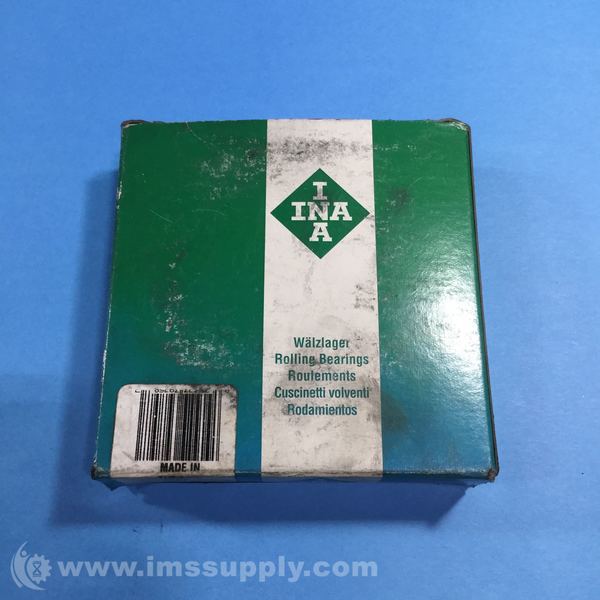 I
INA
A
Wälzlager
Rolling Bearings
Roulements
Cuscinetti volventi
Rodamientos
MADE IN
www.imssupply.com